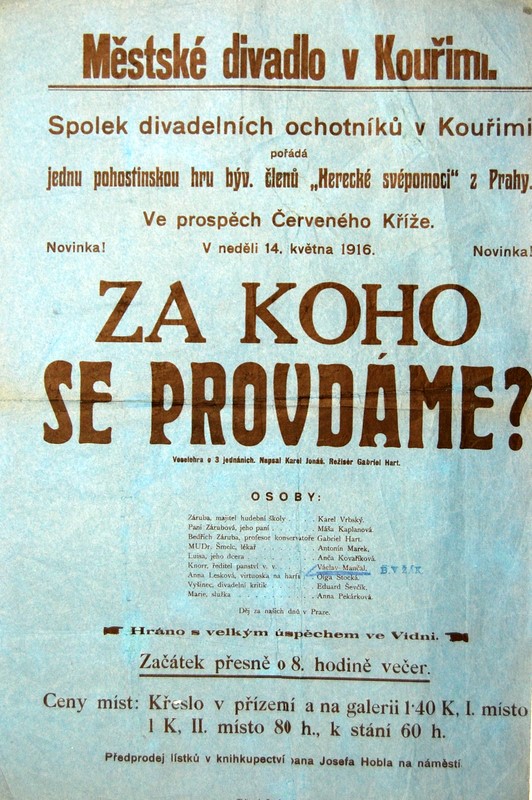 Městské divadlo v Kouřimi.
Spolek divadelních ochotníků v Kouřimi
pořádá
jednu pohostinskou hru býv. členů „Herecké svépomoci“ z Prahy.
Ve prospěch Červeného Kříže.
Novinka! V neděli 14. května 1916. Novinka!
ZA KOHO
SE PROVDÁME?
Veselohra o 3 jednáních. Napsal Karel Jonáš. Režisér Gabriel Hart.
OSOBY:
Záruba, majitel hudební školy . . . Karel Vrbský.
Paní Zárubová, jeho paní . . . . Máša Kaplanová.
Bedřich Záruba, profesor konservatoře Gabriel Hart.
MUDr. Šmelc, lékař . . . . . Antonín Marek.
Luisa, jeho dcera . . . . . Anča Kovaříková.
Knorr, ředitel panství v. v. . . . Václav Mančal.
Anna Lesková, virtuoska na harfu . . Olga Stocká.
Vyšinec, divadelní kritik . . . . Eduard Ševčík.
Marie, služka . . . . . . Anna Pekárková.
Děj za našich dnů v Praze.
Hráno s velkým úspěchem ve Vídni.
Začátek přesně o 8. hodině večer.
Ceny míst: Křeslo v přízení a na galerii 1·40 K, I. místo
1 K, II. místo 80 h., k stání 60 h.
Předprodej lístků v knihkupectví pana Josefa Hobla na náměstí.